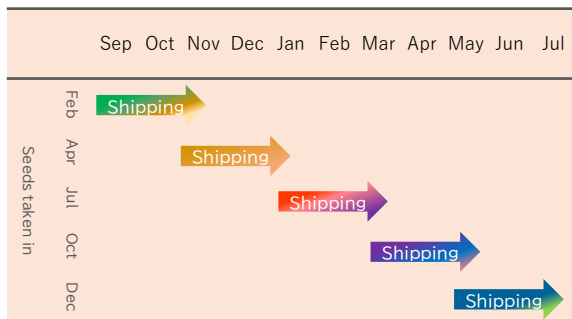 Sep Oct Nov Dec Jan Feb Mar Apr May Jun Jul
Seeds taken in
Feb
Shipping
Apr
Shipping
Jul
Shipping
Oct
Shipping
Dec
Shipping